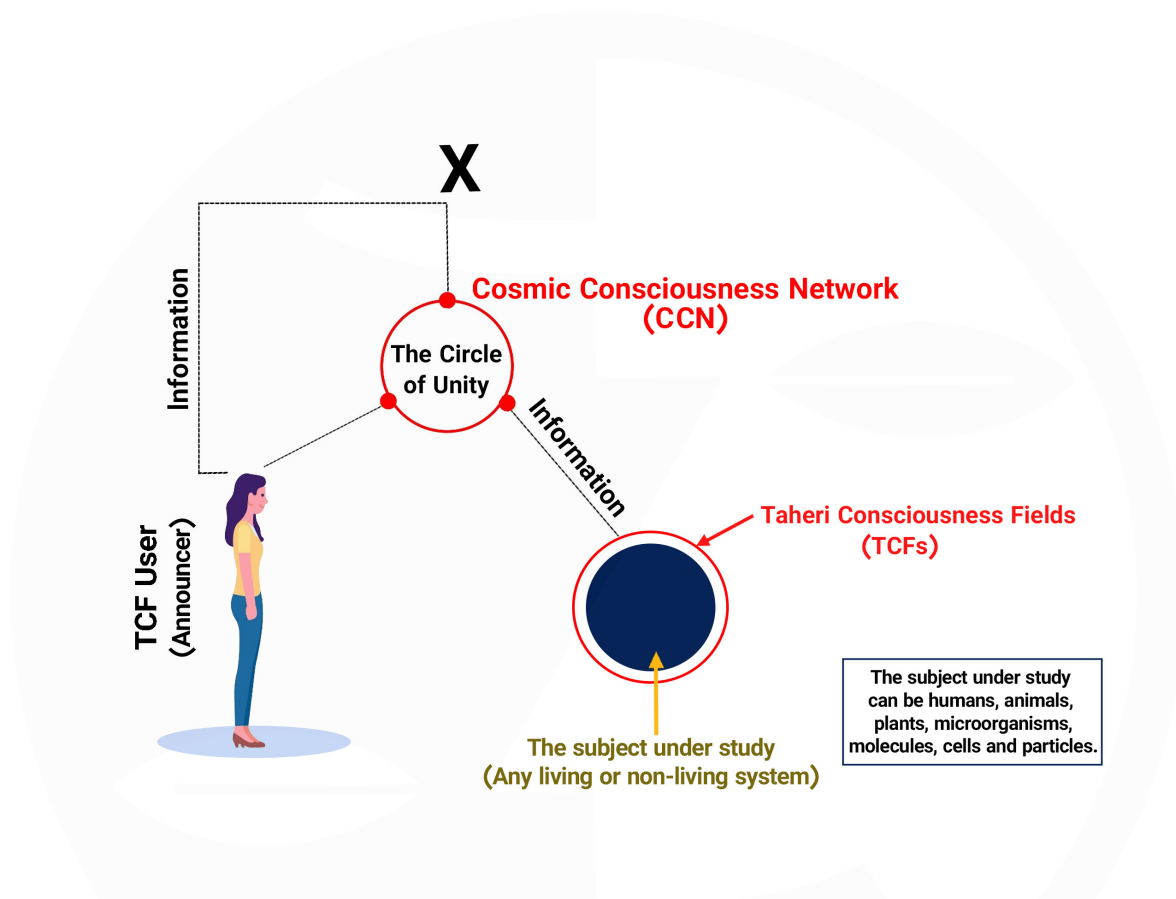 X
Cosmic Consciousness Network
(CCN)
Information
The Circle
of Unity
Information
TCF User
(Announcer)
Taheri Consciousness Fields
(TCFs)
The subject under study
(Any living or non-living system)
The subject under study
can be humans, animals,
plants, microorganisms,
molecules, cells and particles.